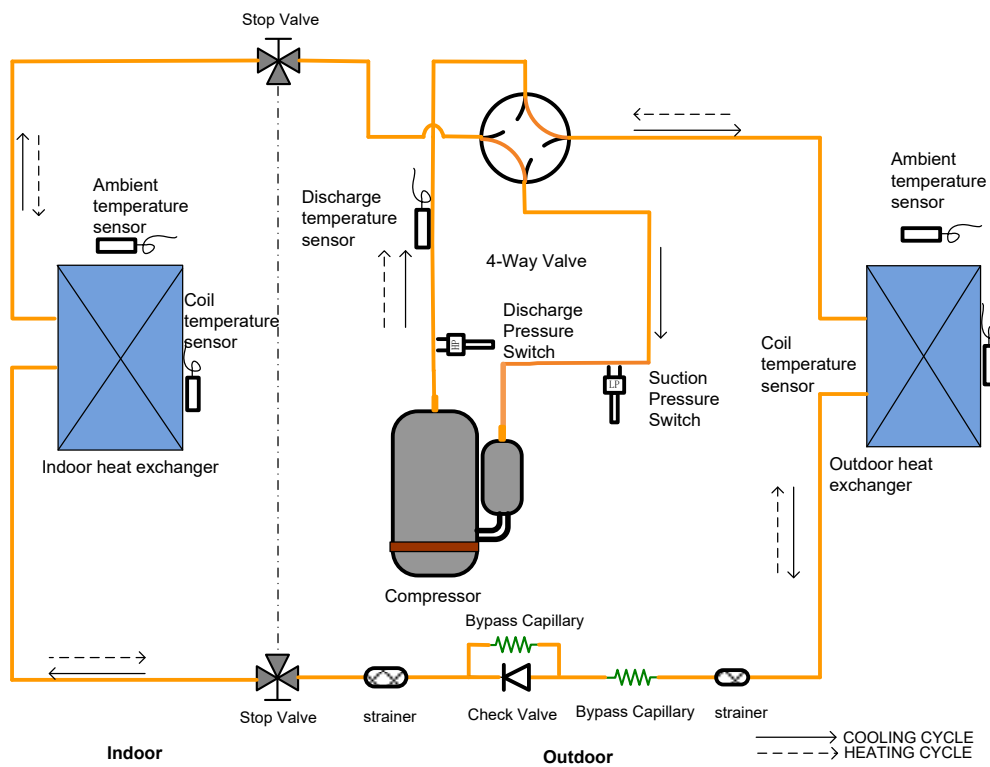 Stop Valve
Ambient
temperature
sensor
Discharge
temperature
sensor
Ambient
temperature
sensor
4-Way Valve
Coil
temperature
sensor
Discharge
Pressure
Switch
HP
Coil
temperature
sensor
LP
Suction
Pressure
Switch
Indoor heat exchanger
Outdoor heat
exchanger
Compressor
Bypass Capillary
Stop Valve
strainer
Check Valve
Bypass Capillary
strainer
Indoor
Outdoor
COOLING CYCLE
HEATING CYCLE